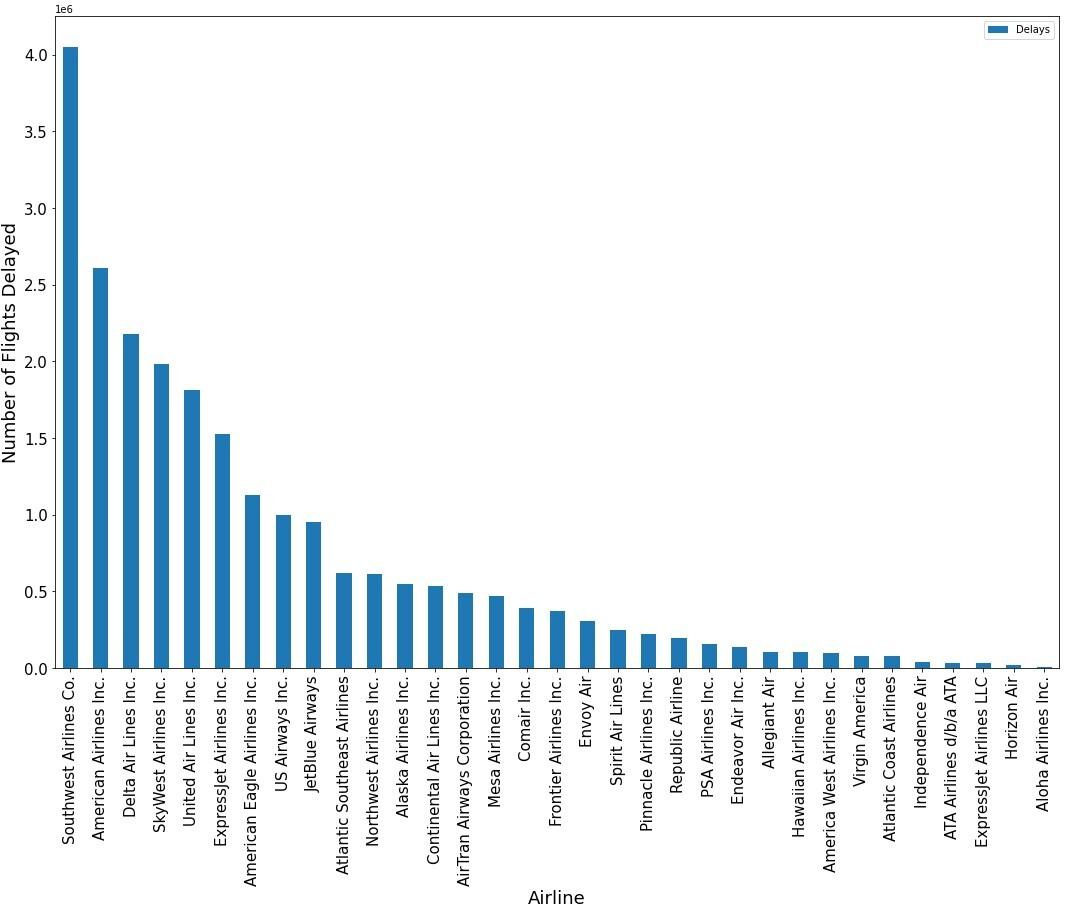 1e6
Delays
4.0
3.5
3.0
2.5
2.0
1.5
1.0
0.5
0.0
Number of Flights Delayed
Southwest Airlines Co.
American Airlines Inc.
Delta Air Lines Inc.
SkyWest Airlines Inc.
United Air Lines Inc.
ExpressJet Airlines Inc.
American Eagle Airlines Inc.
US Airways Inc.
JetBlue Airways
Atlantic Southeast Airlines
Northwest Airlines Inc.
Alaska Airlines Inc.
Continental Air Lines Inc.
AirTran Airways Corporation
Mesa Airlines Inc.
Comair Inc.
Frontier Airlines Inc.
Envoy Air
Spirit Air Lines
Pinnacle Airlines Inc.
Republic Airline
PSA Airlines Inc.
Endeavor Air Inc.
Allegiant Air
Hawaiian Airlines Inc.
America West Airlines Inc.
Virgin America
Atlantic Coast Airlines
Independence Air
ATA Airlines d/b/a ATA
ExpressJet Airlines LLC
Horizon Air
Aloha Airlines Inc.
Airline